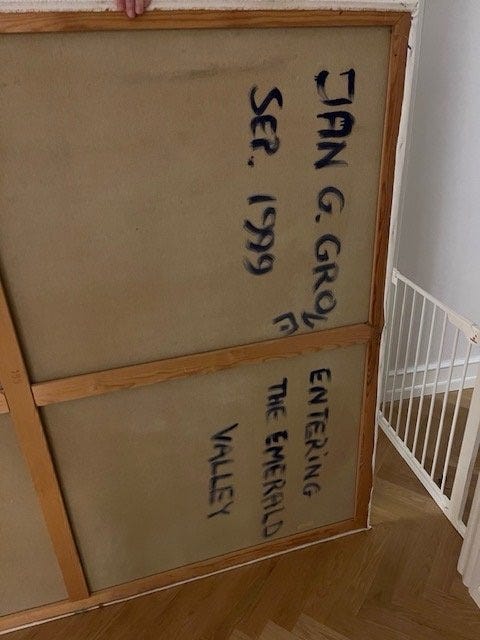 JAN G. GROV
SEP. 1999
ENTERING
THE EMERALD
VALLEY